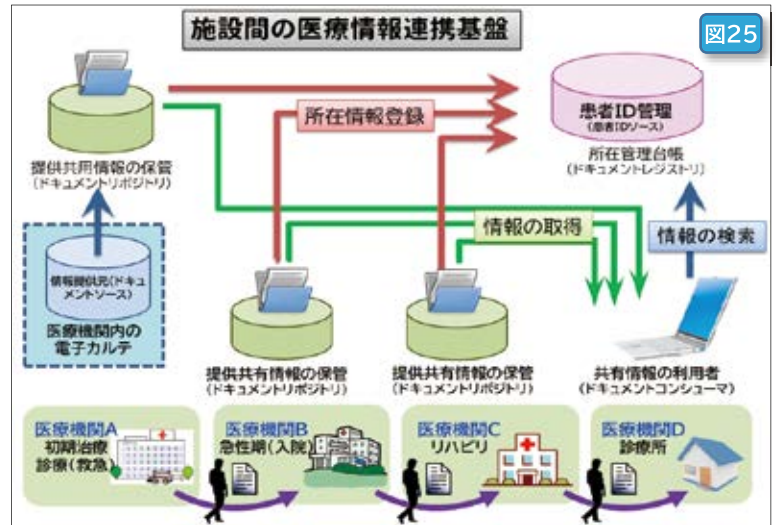 施設間の医療情報連携基盤
図25
所在情報登録
患者ID管理
(患者IDソース)
所在管理台帳
(ドキュメントレジストリ)
提供共用情報の保管
(ドキュメントリポジトリ)
情報の取得
情報の検索
情報提供元(ドキュ
メントソース)
医療機関内の
電子カルテ
提供共有情報の保管
(ドキュメントリポジトリ)
提供共有情報の保管
(ドキュメントリポジトリ)
共有情報の利用者
(ドキュメントコンシューマ)
医療機関A
初期治療
診療(救急)
医療機関B
急性期(入院)
医療機関C
リハビリ
医療機関D
診療所